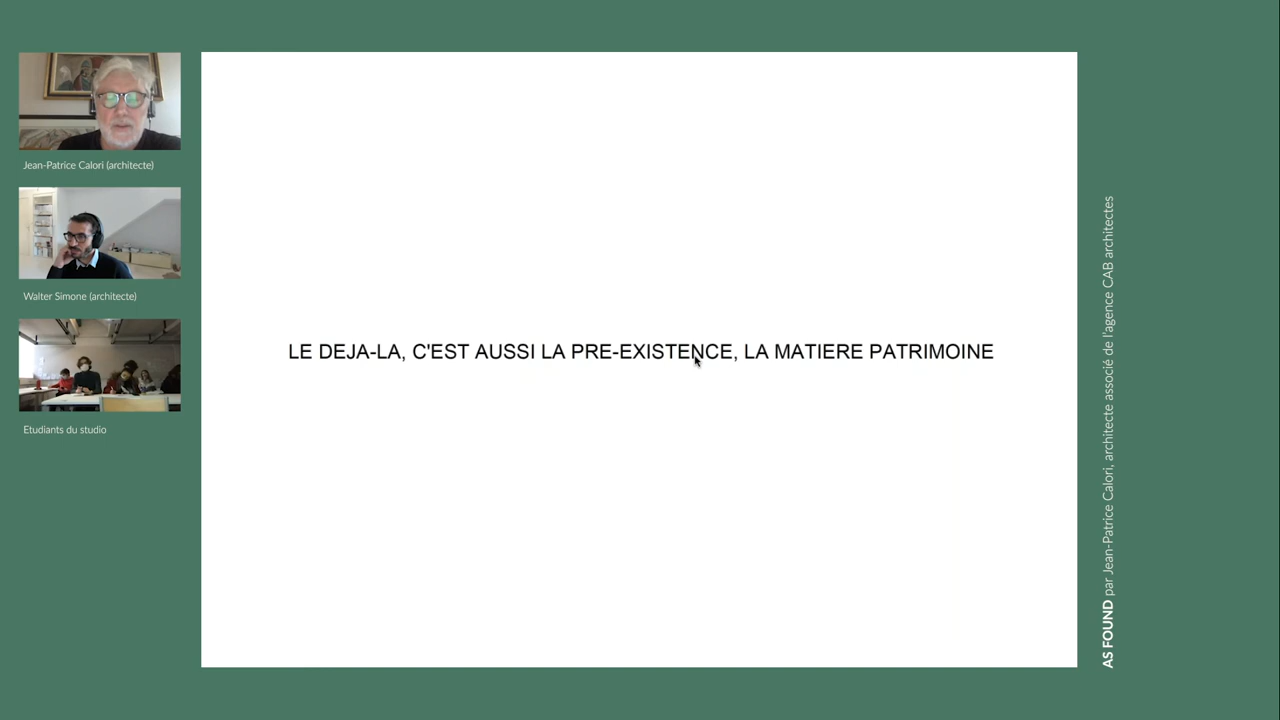 Jean-Patrice Calori (architecte)
Walter Simone (architecte)
Etudiants du studio
LE DEJA-LA, C'EST AUSSI LA PRE-EXISTENCE, LA MATIERE PATRIMOINE
AS FOUND par Jean-Patrice Calori, architecte associé de l'agence CAB architectes